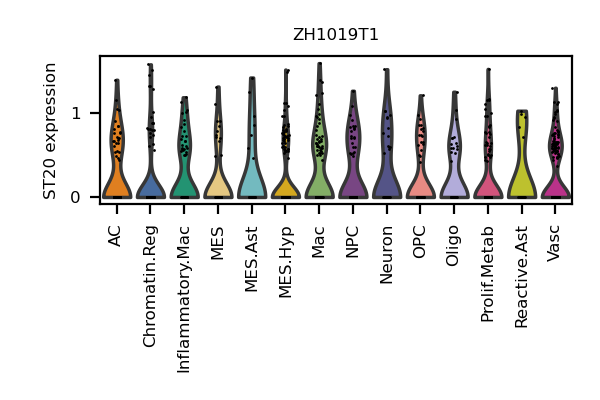 ZH1019T1
ST20 expression
1
0
AC
Chromatin.Reg
Inflammatory.Mac
MES
MES.Ast
MES.Hyp
Mac
NPC
Neuron
OPC
Oligo
Prolif.Metab
Reactive.Ast
Vasc